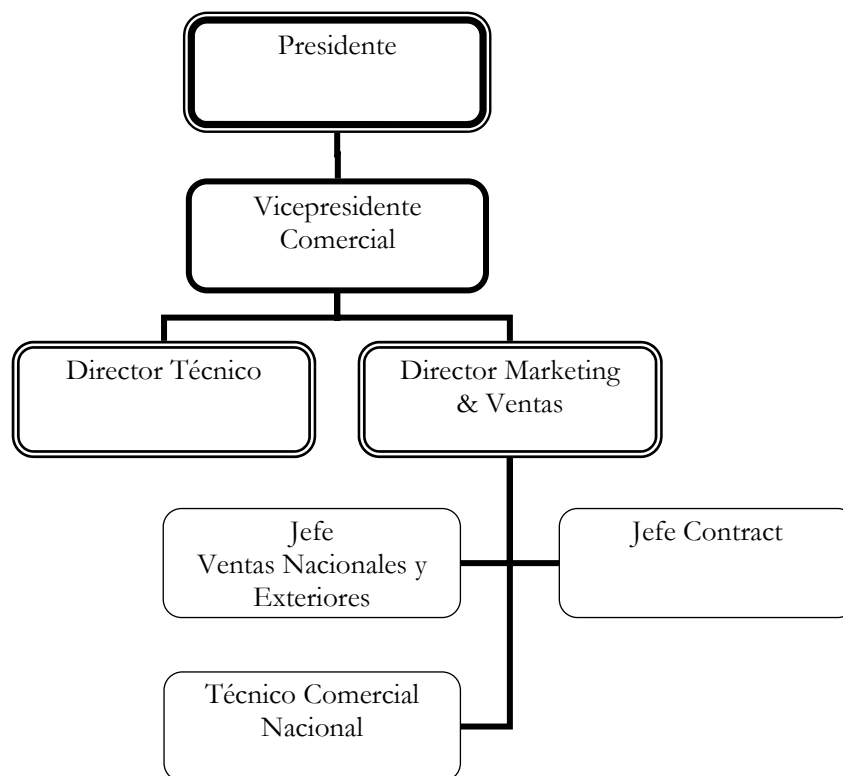 Presidente
Vicepresidente
Comercial
Director Técnico
Director Marketing
& Ventas
Jefe
Ventas Nacionales y
Exteriores
Jefe Contract
Técnico Comercial
Nacional